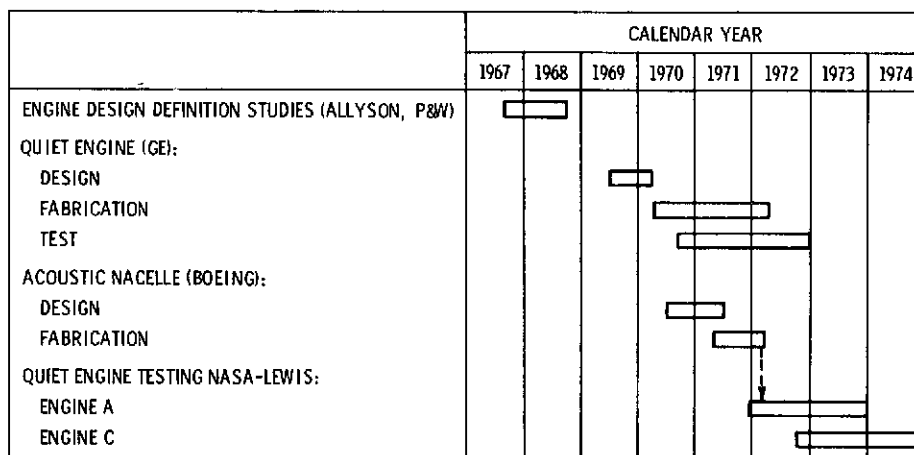 CALENDAR YEAR
1967 1968 1969 1970 1971 1972 1973 1974
ENGINE DESIGN DEFINITION STUDIES (ALLYSON, P&W)
QUIET ENGINE (GE):
DESIGN
FABRICATION
TEST
ACOUSTIC NACELLE (BOEING):
DESIGN
FABRICATION
QUIET ENGINE TESTING NASA-LEWIS:
ENGINE A
ENGINE C